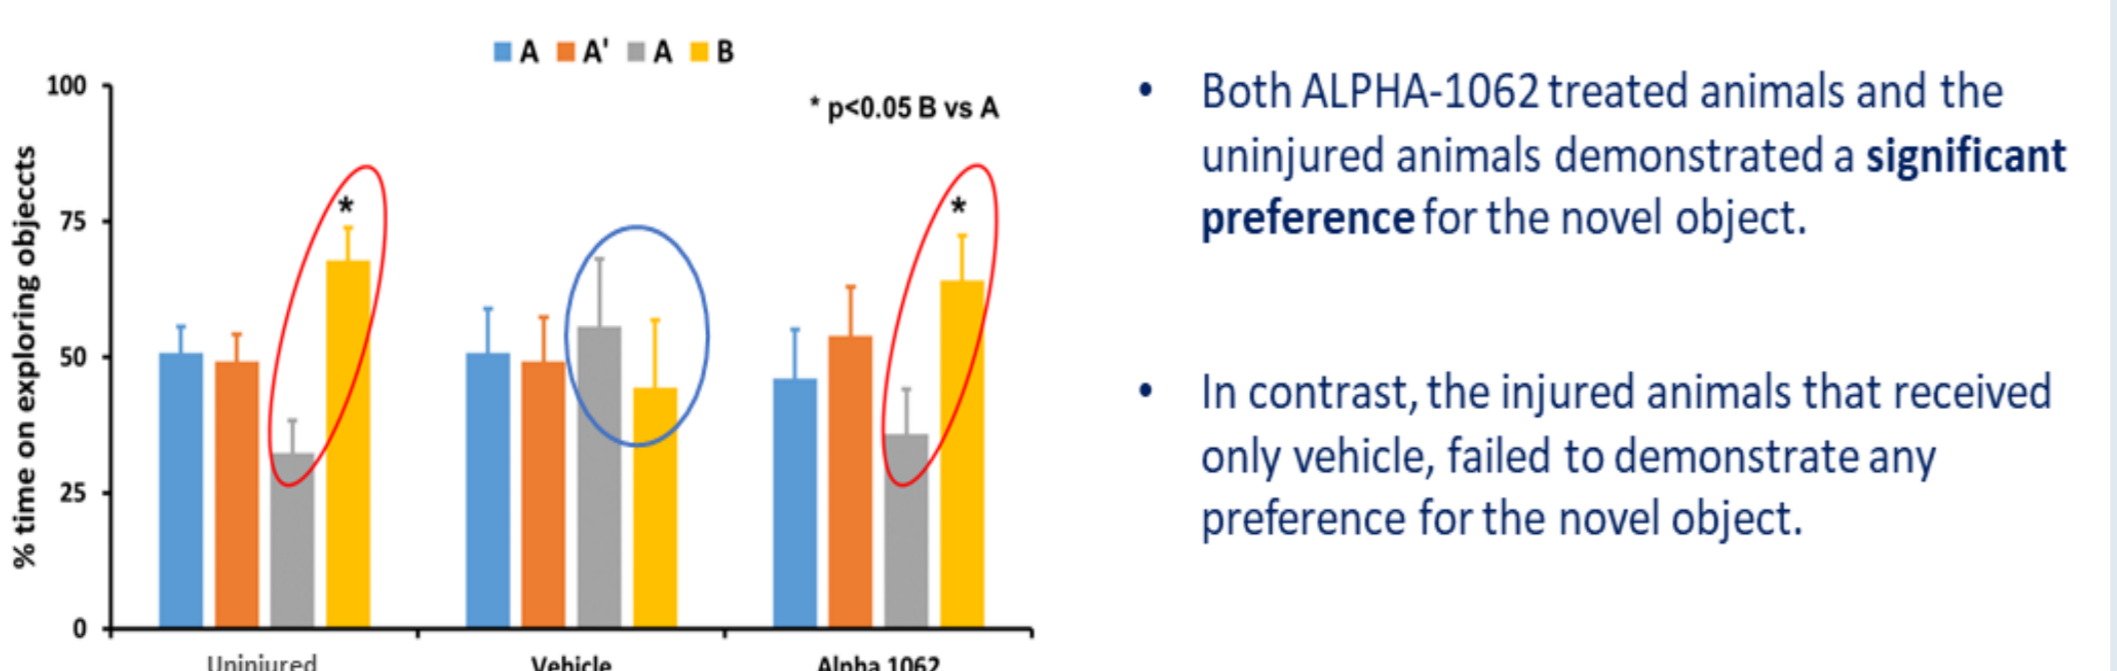 A A' A B
100
* p<0.05 B vs A
75
50
25
0
% time on exploring objeccts
* 
*
Uninjured Vehicle Alpha 1062
• Both ALPHA-1062 treated animals and the
uninjured animals demonstrated a significant
preference for the novel object.
• In contrast, the injured animals that received
only vehicle, failed to demonstrate any
preference for the novel object.